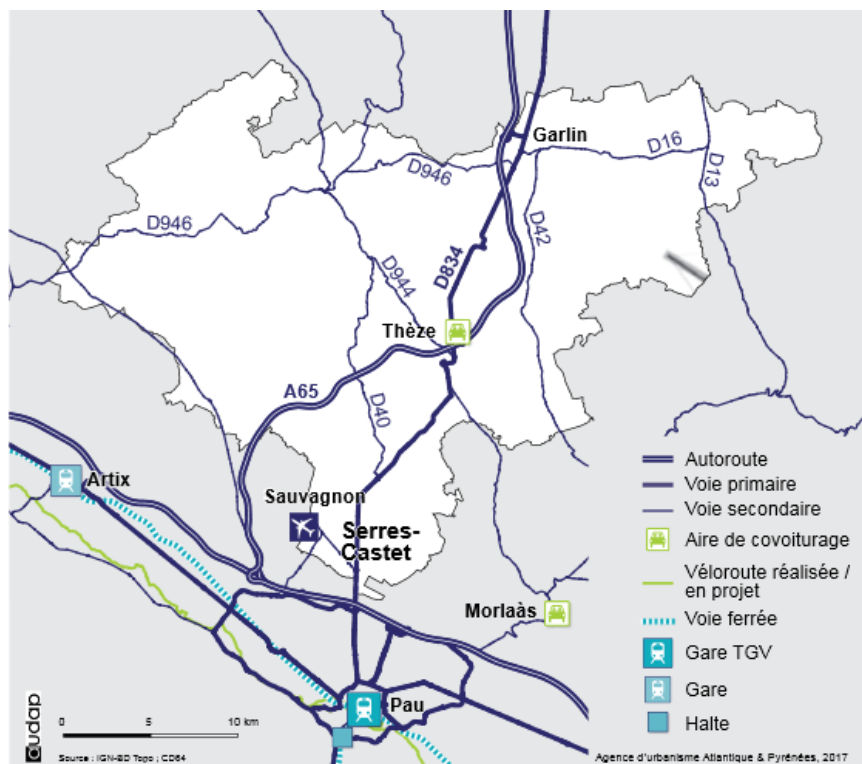 Garlin
D16
D946
D13
D946
D42
D944
D834
Thèze
A65
D40
Artix
Sauvagnon
Serres-
Castet
Morlaàs
Pau
Autoroute
Voie primaire
Voie secondaire
Aire de covoiturage
Véloroute réalisée /
en projet
Voie ferrée
Gare TGV
Gare
Halte
audap
0 5 10 km
Source : IGN-BD Topo ; CD64
Agence d'urbanisme Atlantique & Pyrénées, 2017